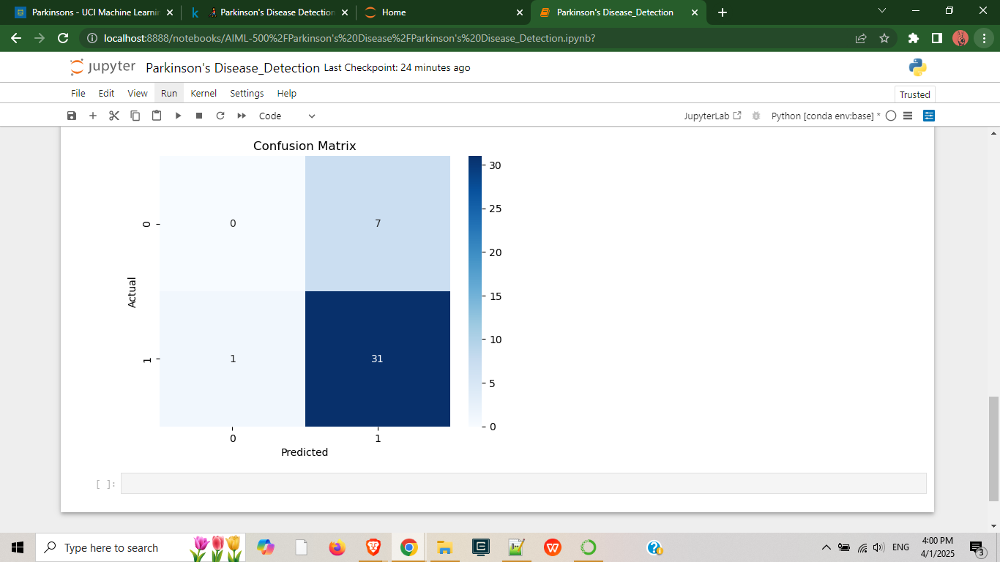 Parkinsons - UCI Machine Learni
Parkinson's Disease Detection
Home
Parkinson's Disease_Detection
localhost:8888/notebooks/AIML-500%2FParkinson's%20Disease%2FParkinson's%20Disease_Detection.ipynb?
jupyter Parkinson's Disease_Detection Last Checkpoint: 24 minutes ago
File Edit View Run Kernel Settings Help
Trusted
Code
JupyterLab
Python [conda env:base] *
Confusion Matrix
0
7
1
31
0
1
Actual
0
1
Predicted
30
25
20
15
10
5
0
[ ]:
Type here to search
ENG
4:00 PM
4/1/2025
3